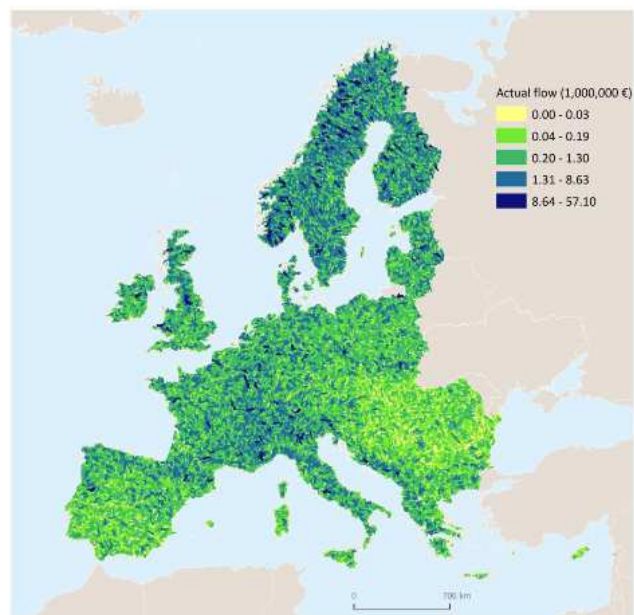 Actual flow (1,000,000 €)
0.00 - 0.03
0.04 - 0.19
0.20 - 1.30
1.31 - 8.63
8.64 - 57.10
0
700 km